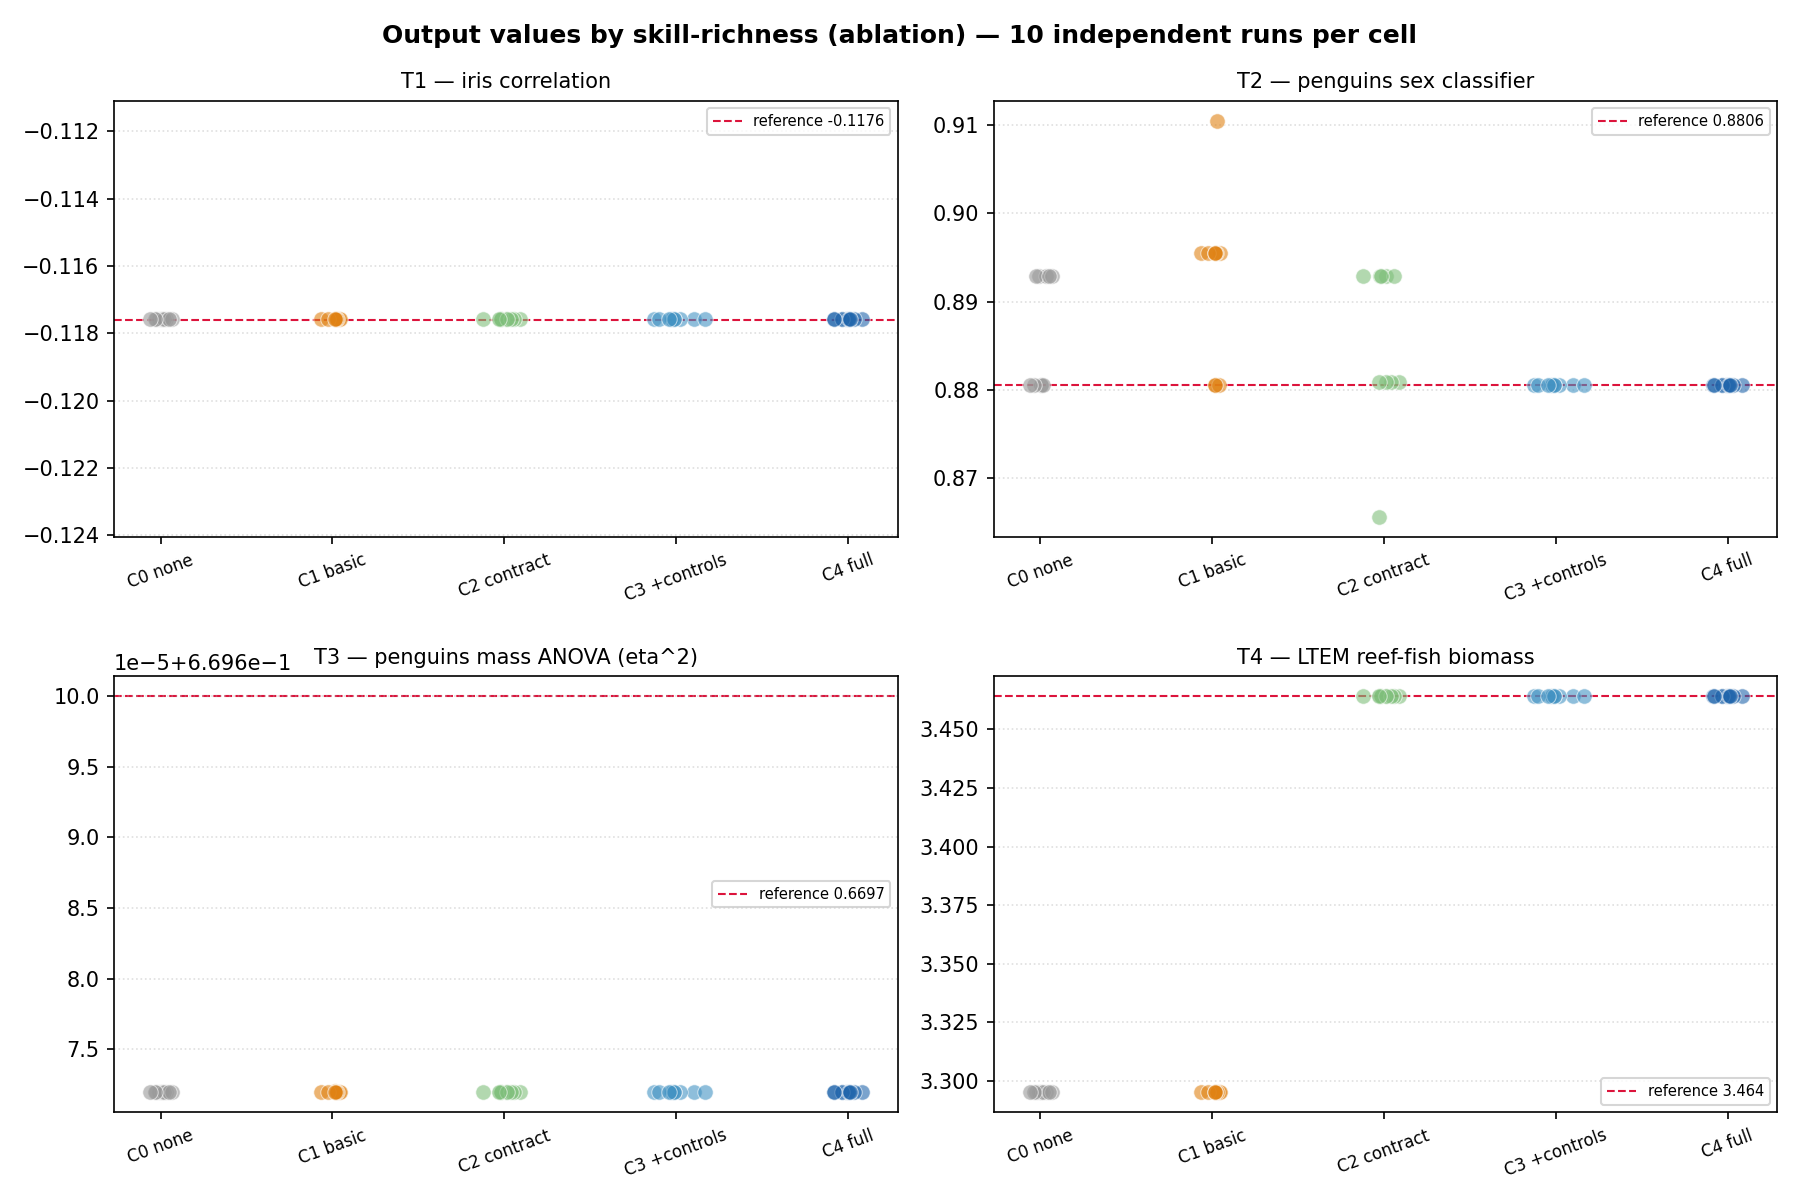 Output values by skill-richness (ablation) — 10 independent runs per cell
T1 — iris correlation
−0.112
−0.114
−0.116
−0.118
−0.120
−0.122
−0.124
reference -0.1176
C0 none
C1 basic
C2 contract
C3 +controls
C4 full
T2 — penguins sex classifier
0.91
0.90
0.89
0.88
0.87
reference 0.8806
C0 none
C1 basic
C2 contract
C3 +controls
C4 full
1e−5+6.696e−1
T3 — penguins mass ANOVA (eta^2)
10.0
9.5
9.0
8.5
8.0
7.5
reference 0.6697
C0 none
C1 basic
C2 contract
C3 +controls
C4 full
T4 — LTEM reef-fish biomass
3.450
3.425
3.400
3.375
3.350
3.325
3.300
reference 3.464
C0 none
C1 basic
C2 contract
C3 +controls
C4 full